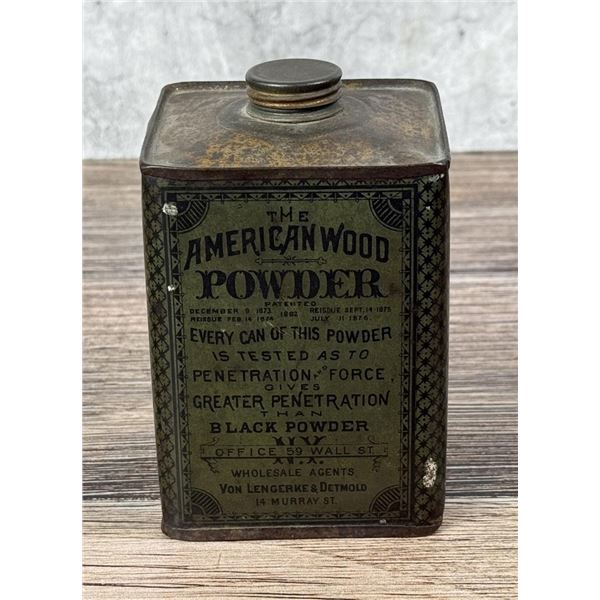 THE
AMERICAN WOOD
POWDER
PATENTED
DECEMBER 9 1873 1882 REISSUE SEPT. 14 1875
REISSUE FEB. 14 1874 JULY 11 1876.
EVERY CAN OF THIS POWDER
IS TESTED AS TO
PENETRATION AND FORCE,
GIVES
GREATER PENETRATION
THAN
BLACK POWDER
N.Y.
OFFICE 59 WALL ST.
WHOLESALE AGENTS
VON LENGERKE & DETMOLD
14 MURRAY ST.